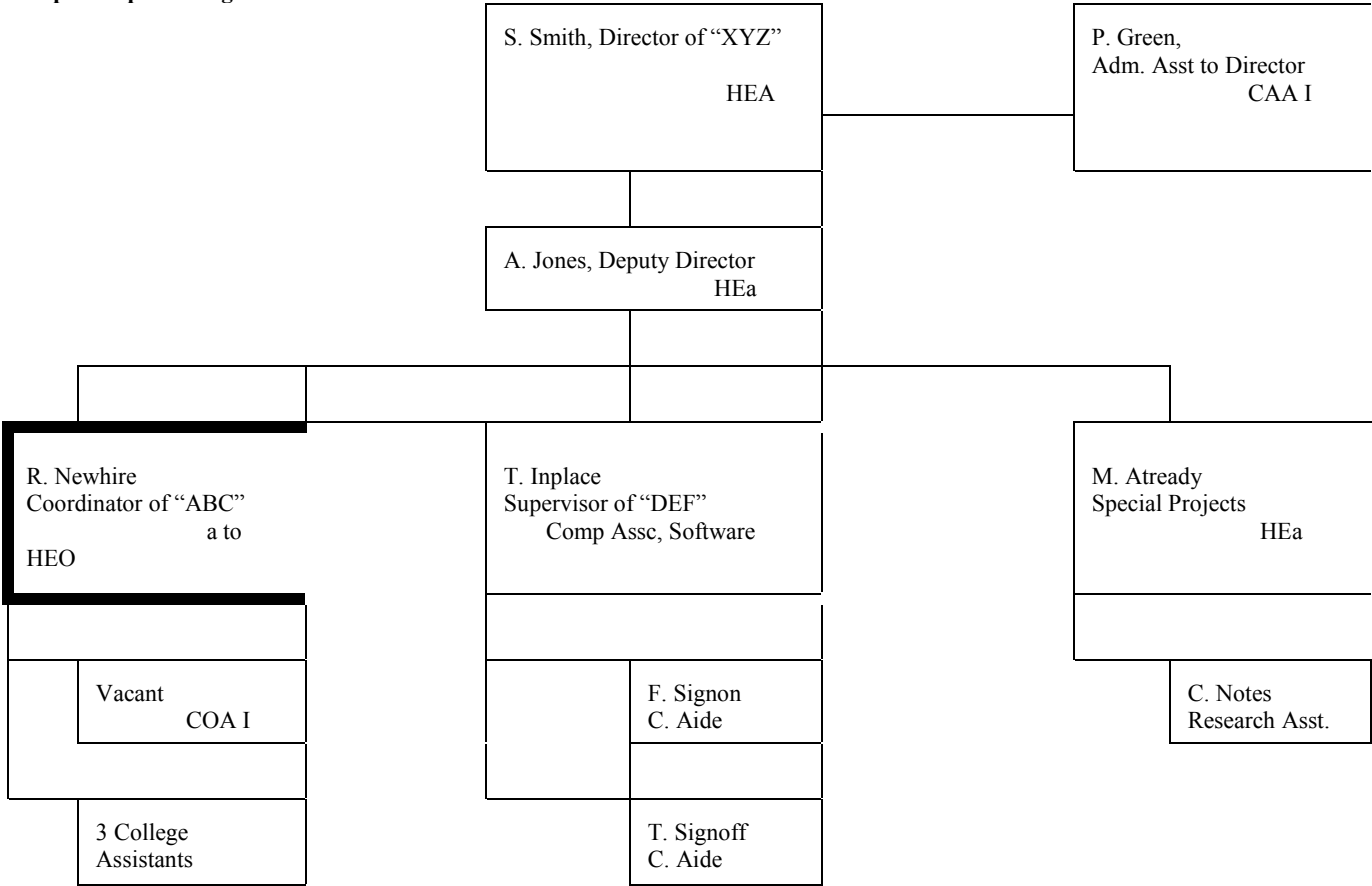 S. Smith, Director of “XYZ”
HEA
P. Green,
Adm. Asst to Director
CAA I
A. Jones, Deputy Director
HEa
R. Newhire
Coordinator of “ABC”
a to
HEO
T. Inplace
Supervisor of “DEF”
Comp Assc, Software
M. Atready
Special Projects
HEa
Vacant
COA I
F. Signon
C. Aide
C. Notes
Research Asst.
3 College
Assistants
T. Signoff
C. Aide